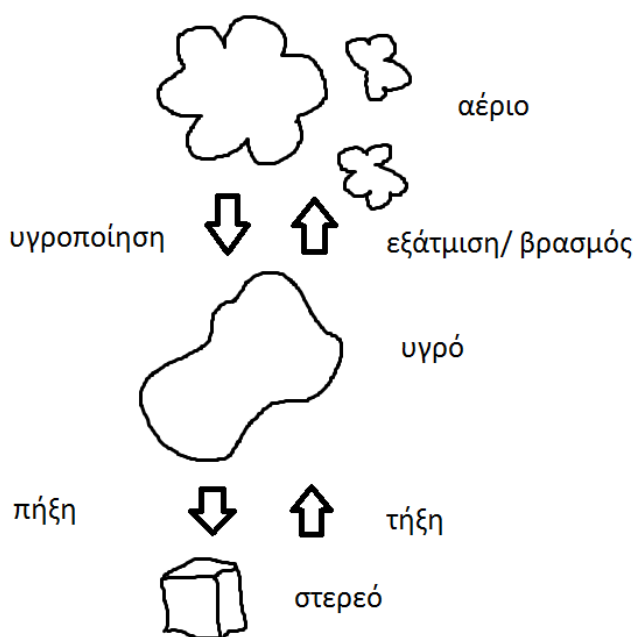 αέριο
υγροποίηση
εξάτμιση/ βρασμός
υγρό
πήξη
τήξη
στερεό